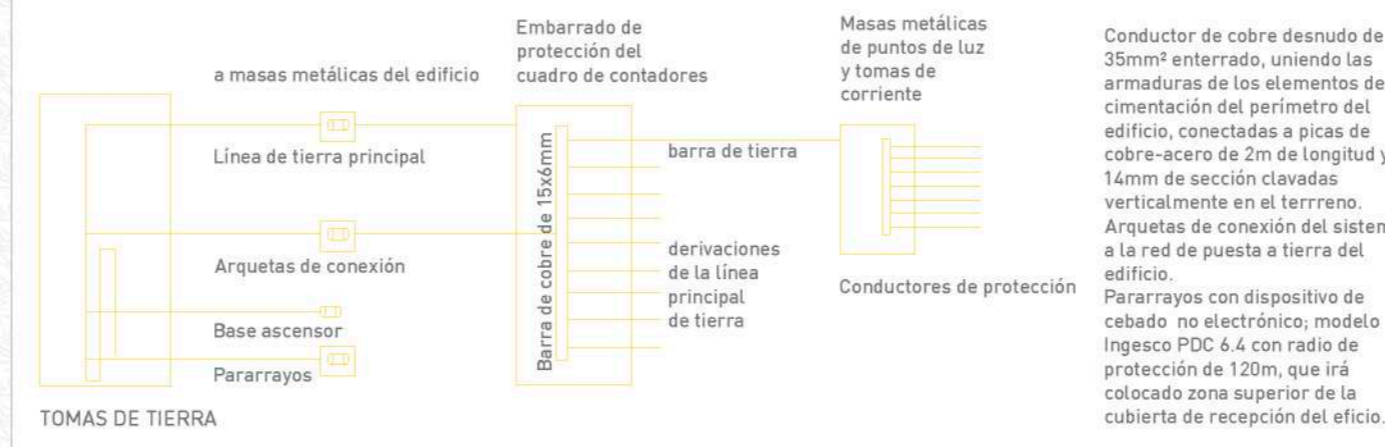 a masas metálicas del edificio
Línea de tierra principal
Arquetas de conexión
Base ascensor
Pararrayos
TOMAS DE TIERRA
Embarrado de
protección del
cuadro de contadores
Barra de cobre de 15x6mm
barra de tierra
derivaciones
de la línea
principal
de tierra
Masas metálicas
de puntos de luz
y tomas de
corriente
Conductores de protección
Conductor de cobre desnudo de
35mm² enterrado, uniendo las
armaduras de los elementos de
cimentación del perímetro del
edificio, conectadas a picas de
cobre-acero de 2m de longitud y
14mm de sección clavadas
verticalmente en el terrreno.
Arquetas de conexión del
a la red de puesta a tierra del
edificio.
Pararrayos con dispositivo de
cebado no electrónico; modelo
Ingesco PDC 6.4 con radio de
protección de 120m, que irá
colocado zona superior de la
cubierta de recepción del eficio.